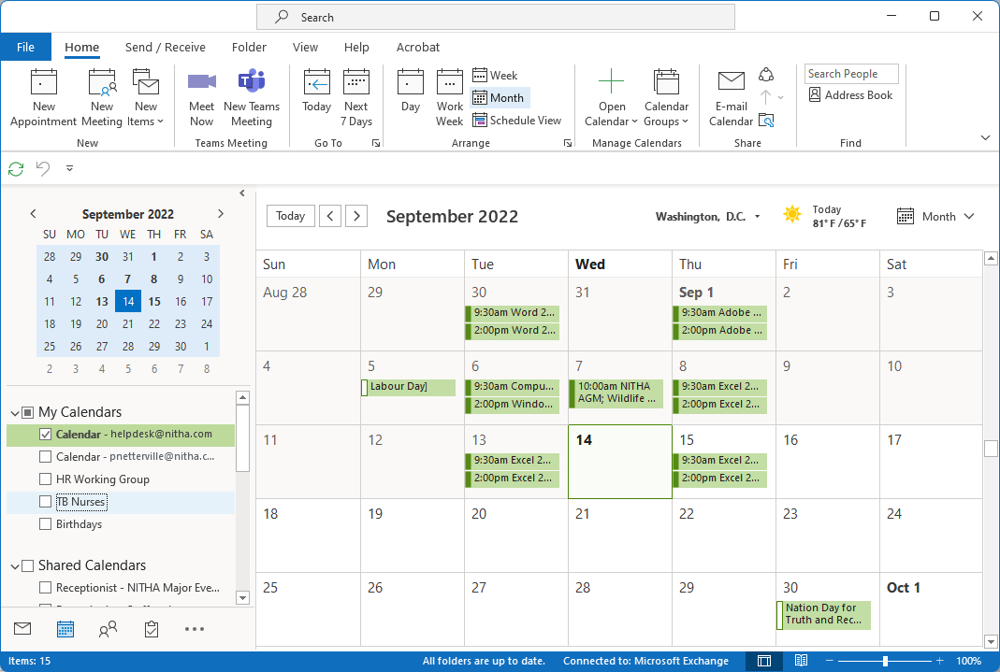 Search
File Home Send / Receive Folder View Help Acrobat
New Appointment
New Meeting
New Items
New
Meet Now
New Teams Meeting
Teams Meeting
Today
Next 7 Days
Go To
Day
Work Week
Week
Month
Schedule View
Arrange
Open Calendar
Calendar Groups
Manage Calendars
E-mail Calendar
Share
Search People
Address Book
Find
September 2022
SU MO TU WE TH FR SA
28 29 30 31 1 2 3
4 5 6 7 8 9 10
11 12 13 14 15 16 17
18 19 20 21 22 23 24
25 26 27 28 29 30 1
2 3 4 5 6 7 8
My Calendars
Calendar - helpdesk@nitha.com
Calendar - pnetterville@nitha.c...
HR Working Group
TB Nurses
Birthdays
Shared Calendars
Receptionist - NITHA Major Eve...
Today September 2022 Washington, D.C. Today 81° F / 65° F Month
Sun Mon Tue Wed Thu Fri Sat
Aug 28 29 30 31 Sep 1 2 3
9:30am Word 2... 9:30am Adobe ...
2:00pm Word 2... 2:00pm Adobe ...
4 5 6 7 8 9 10
Labour Day] 9:30am Compu... 10:00am NITHA 9:30am Excel 2...
2:00pm Windo... AGM; Wildlife ... 2:00pm Excel 2...
11 12 13 14 15 16 17
9:30am Excel 2... 9:30am Excel 2...
2:00pm Excel 2... 2:00pm Excel 2...
18 19 20 21 22 23 24
25 26 27 28 29 30 Oct 1
Nation Day for
Truth and Rec...
Items: 15 All folders are up to date. Connected to: Microsoft Exchange 100%